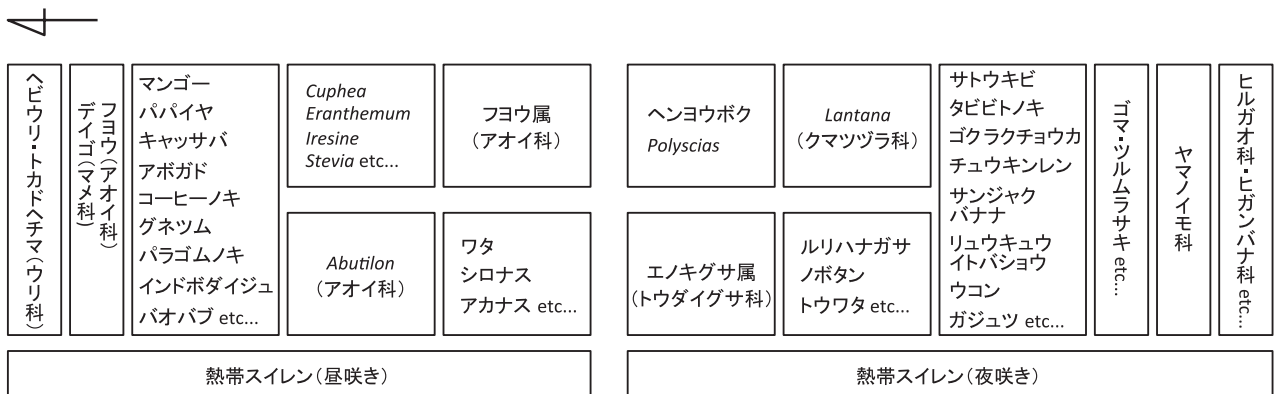 ヘビウリ・トカドヘチマ（ウリ科）
フヨウ（アオイ科）
デイゴ（マメ科）
マンゴー
パパイヤ
キャッサバ
アボガド
コーヒーノキ
グネツム
パラゴムノキ
インドボダイジュ
バオバブ etc...
Cuphea
Eranthemum
Iresine
Stevia etc...
フヨウ属
（アオイ科）
Abutilon
（アオイ科）
ワタ
シロナス
アカナス etc...
ヘンヨウボク
Polyscias
Lantana
（クマツヅラ科）
エノキグサ属
（トウダイグサ科）
ルリハナガサ
ノボタン
トウワタ etc...
サトウキビ
タビビトノキ
ゴクラクチョウカ
チュウキンレン
サンジャク
バナナ
リュウキュウ
イトバショウ
ウコン
ガジュツ etc...
ゴマ・ツルムラサキ etc...
ヤマノイモ科
ヒルガオ科・ヒガンバナ科 etc...
熱帯スイレン（昼咲き）
熱帯スイレン（夜咲き）